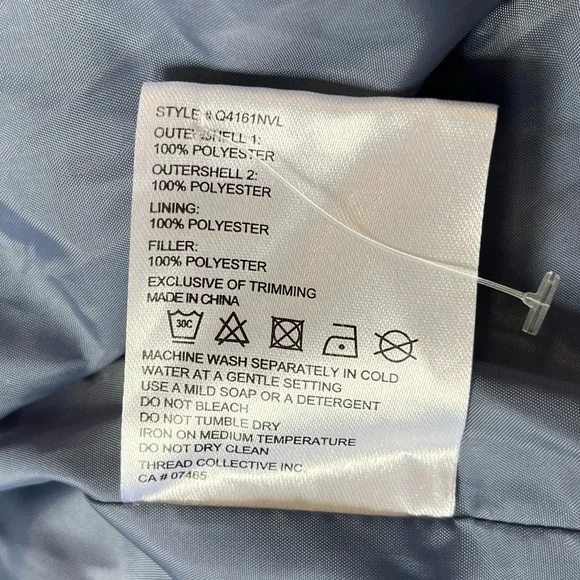 STYLE # Q4161NVL
OUTERSHELL 1:
100% POLYESTER
OUTERSHELL 2:
100% POLYESTER
LINING:
100% POLYESTER
FILLER:
100% POLYESTER
EXCLUSIVE OF TRIMMING
MADE IN CHINA
30C
MACHINE WASH SEPARATELY IN COLD
WATER AT A GENTLE SETTING
USE A MILD SOAP OR A DETERGENT
DO NOT BLEACH
DO NOT TUMBLE DRY
IRON ON MEDIUM TEMPERATURE
DO NOT DRY CLEAN
THREAD COLLECTIVE INC.
CA # 07465